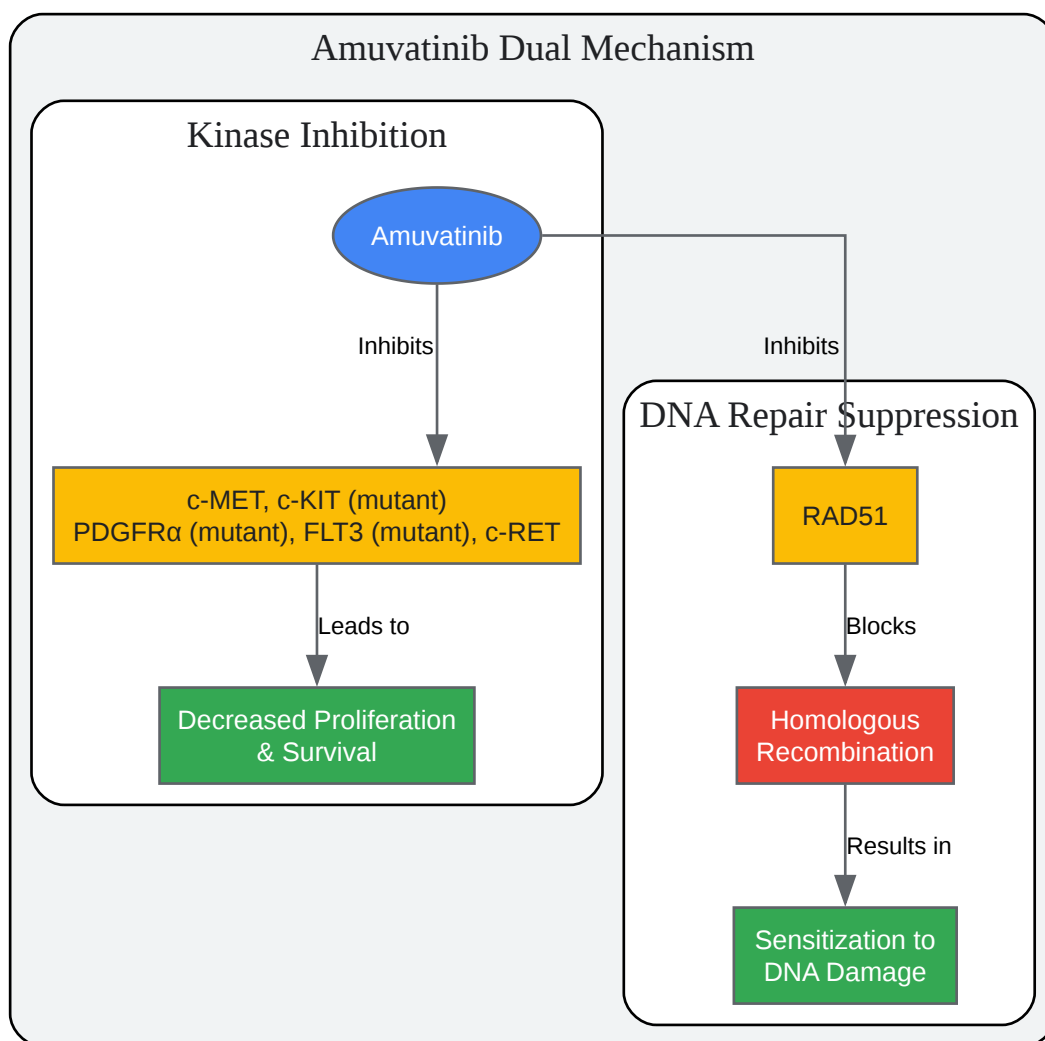 Amuvatinib Dual Mechanism
Kinase Inhibition
Amuvatinib
Inhibits
c-MET, c-KIT (mutant)
PDGFRα (mutant), FLT3 (mutant), c-RET
Leads to
Decreased Proliferation
& Survival
Inhibits
DNA Repair Suppression
RAD51
Blocks
Homologous
Recombination
Results in
Sensitization to
DNA Damage